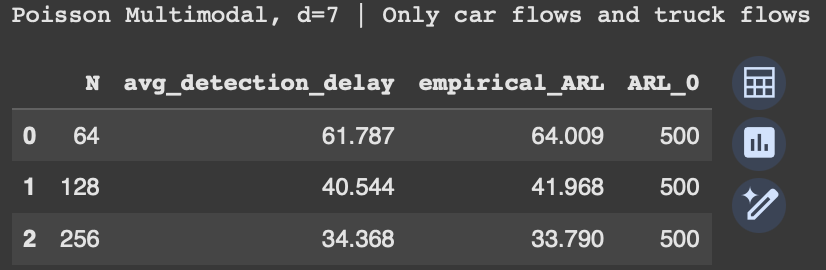 Poisson Multimodal, d=7 | Only car flows and truck flows
N avg_detection_delay empirical_ARL ARL_0
0 64 61.787 64.009 500
1 128 40.544 41.968 500
2 256 34.368 33.790 500